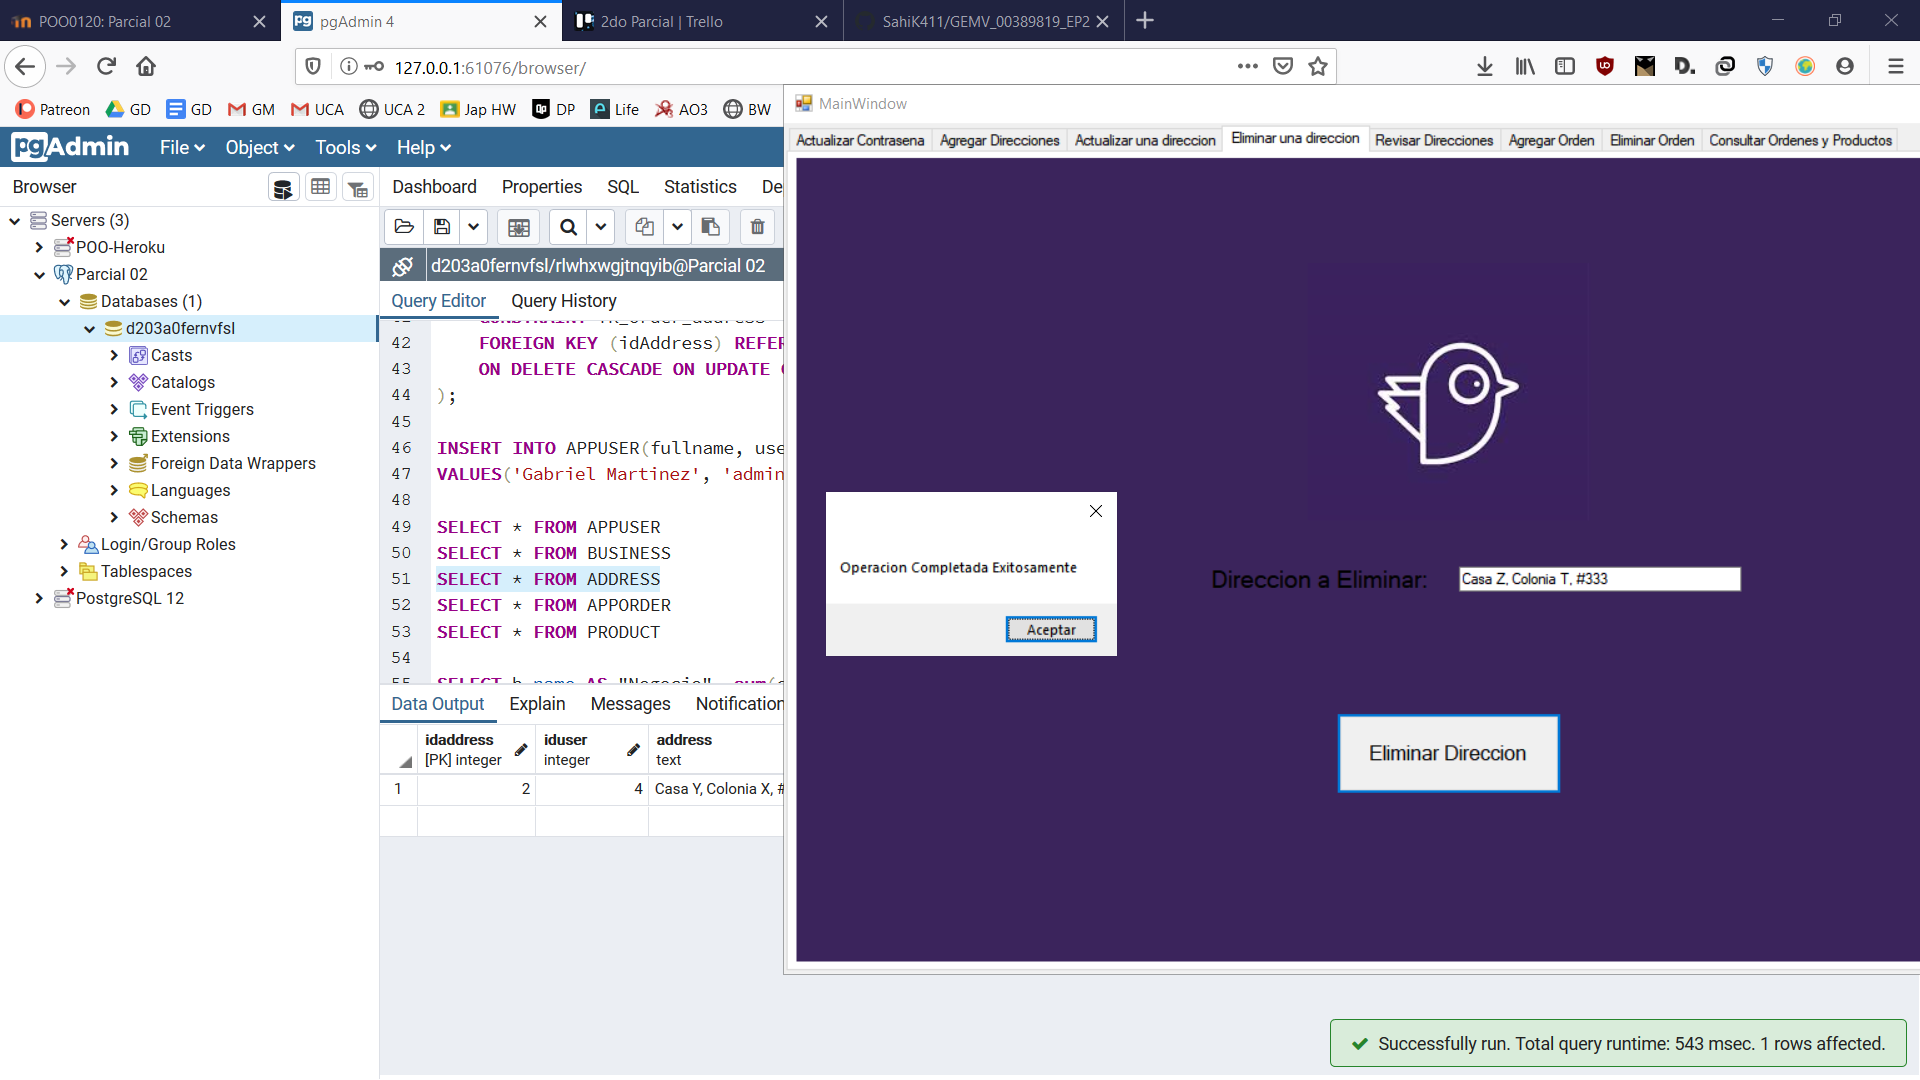 POO0120: Parcial 02
pgAdmin 4
2do Parcial | Trello
SahiK411/GEMV_00389819_EP2
127.0.0.1:61076/browser/
Patreon
GD
GD
GM
UCA
UCA 2
Jap HW
DP
Life
AO3
BW
pgAdmin
File
Object
Tools
Help
Browser
Servers (3)
POO-Heroku
Parcial 02
Databases (1)
d203a0fernvfsl
Casts
Catalogs
Event Triggers
Extensions
Foreign Data Wrappers
Languages
Schemas
Login/Group Roles
Tablespaces
PostgreSQL 12
Dashboard
Properties
SQL
Statistics
De
d203a0fernvfsl/rlwhxwgjtnqyib@Parcial 02
Query Editor
Query History
42 FOREIGN KEY (idAddress) REFER
43 ON DELETE CASCADE ON UPDATE
44 );
45
46 INSERT INTO APPUSER(fullname, use
47 VALUES('Gabriel Martinez', 'admin
48
49 SELECT * FROM APPUSER
50 SELECT * FROM BUSINESS
51 SELECT * FROM ADDRESS
52 SELECT * FROM APPORDER
53 SELECT * FROM PRODUCT
54
Data Output
Explain
Messages
Notification
idaddress
[PK] integer
iduser
integer
address
text
1 2 4 Casa Y, Colonia X, #
MainWindow
Actualizar Contrasena
Agregar Direcciones
Actualizar una direccion
Eliminar una direccion
Revisar Direcciones
Agregar Orden
Eliminar Orden
Consultar Ordenes y Productos
Operacion Completada Exitosamente
Aceptar
Direccion a Eliminar:
Casa Z, Colonia T, #333
Eliminar Direccion
Successfully run. Total query runtime: 543 msec. 1 rows affected.